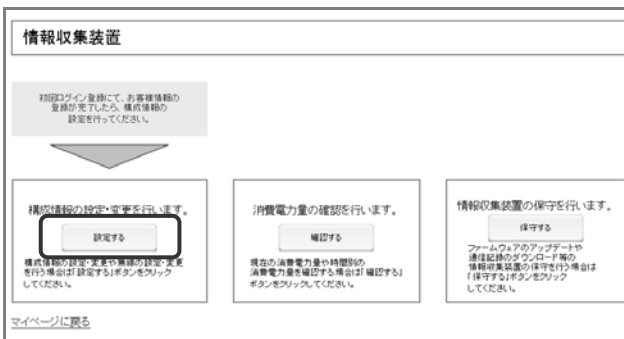 情報収集装置
初回ログイン登録にて、お客様情報の
登録が完了したら、構成情報の
設定を行ってください。
構成情報の設定・変更を行います。
設定する
構成情報の設定・変更や無線の設定・変更
を行う場合は「設定する」ボタンをクリック
してください。
消費電力量の確認を行います。
確認する
現在の消費電力量や時間別の
消費電力量を確認する場合は「確認する」
ボタンをクリックしてください。
情報収集装置の保守を行います。
保守する
ファームウェアのアップデートや
通信記録のダウンロード等の
情報収集装置の保守を行う場合は
「保守する」ボタンをクリック
してください。
マイページに戻る